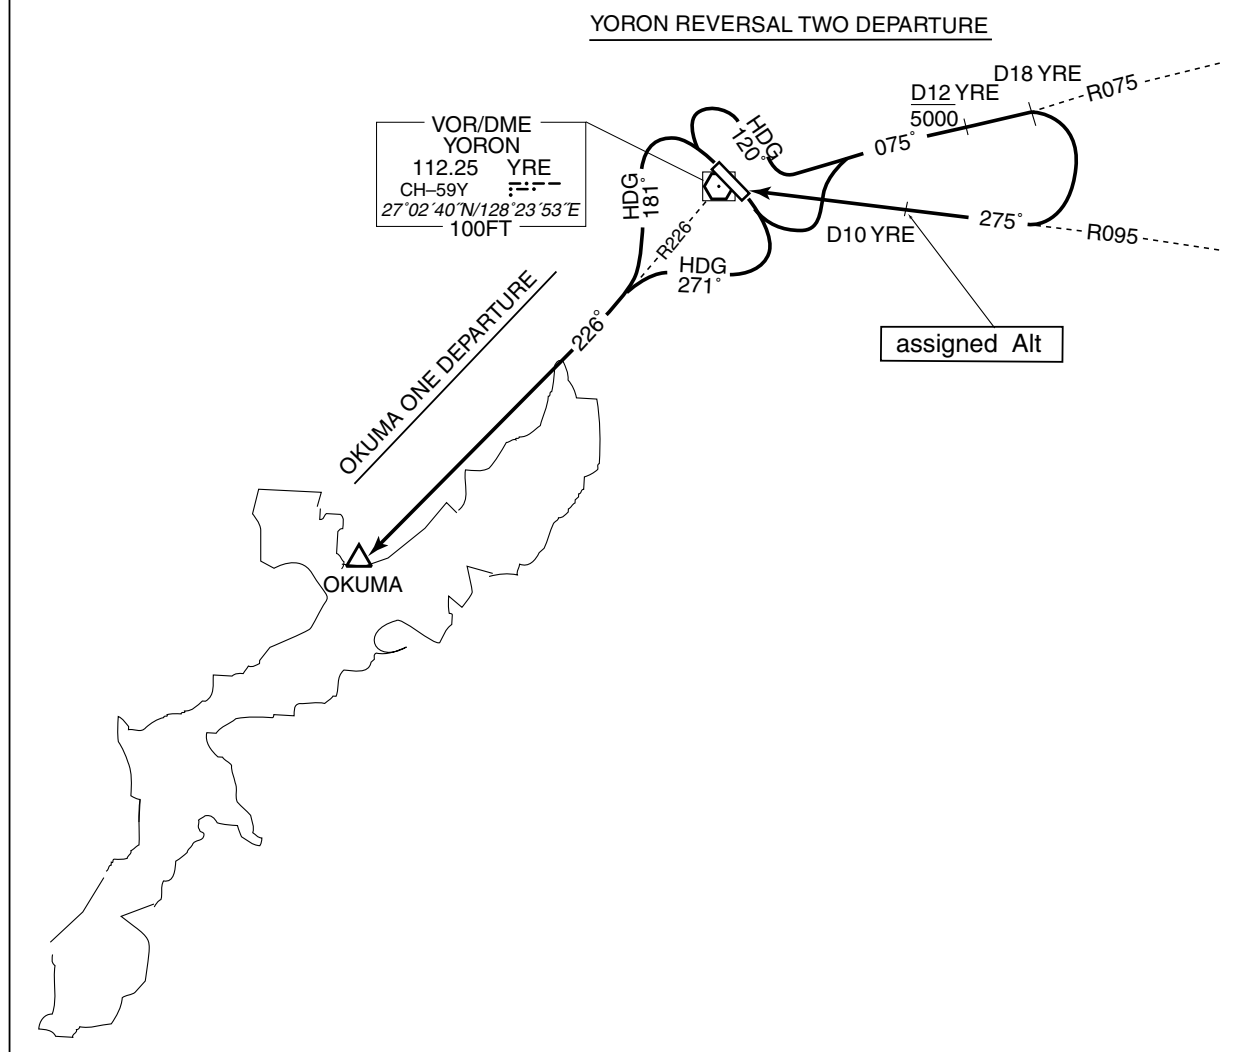 YORON REVERSAL TWO DEPARTURE
D18 YRE
R075
D12 YRE
5000
075°
HDG
120°
VOR/DME
YORON
112.25 YRE
CH–59Y
27°02´40˝N/128°23´53˝E
100FT
HDG
181°
R226
HDG
271°
D10 YRE
275°
R095
assigned Alt
226°
OKUMA ONE DEPARTURE
OKUMA